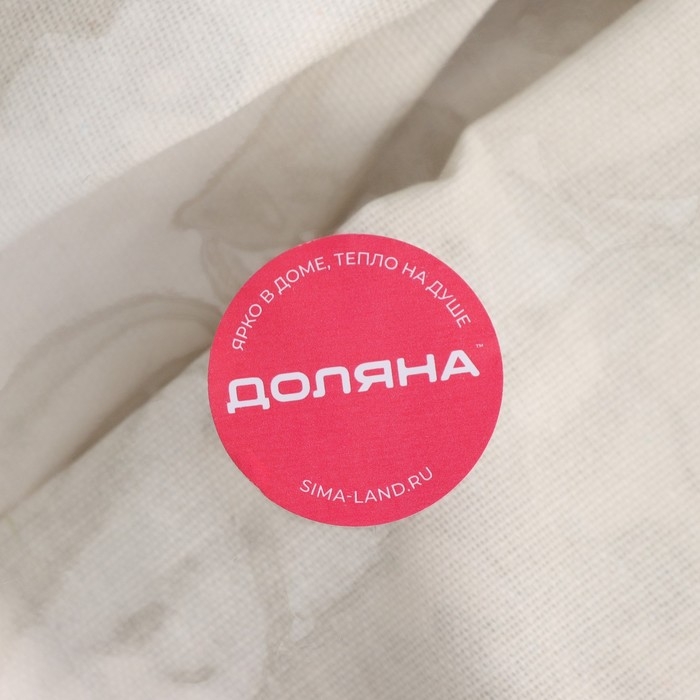 ЯРКО В ДОМЕ, ТЕПЛО НА ДУШЕ
ДОЛЯНА™
SIMA-LAND.RU